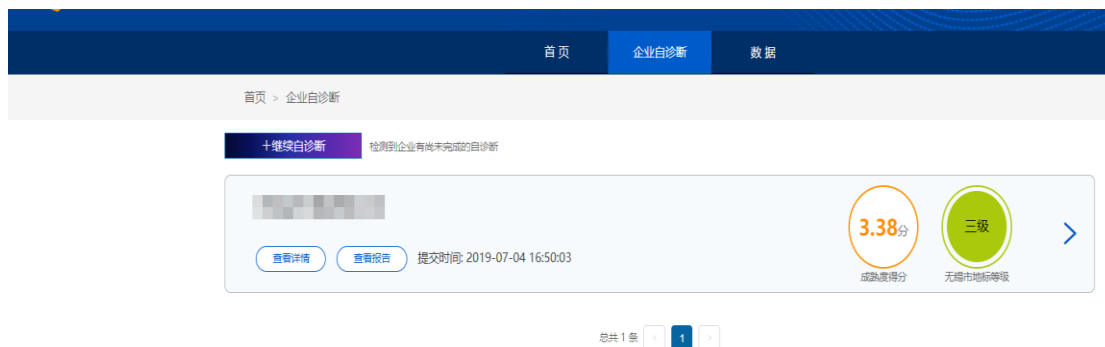 首页 企业自诊断 数据
首页 > 企业自诊断
+继续自诊断 检测到企业有尚未完成的自诊断
3.38分 三级
查看详情 查看报告 提交时间: 2019-07-04 16:50:03
成熟度得分 无锡市地标等级
总共 1 条 < 1 >